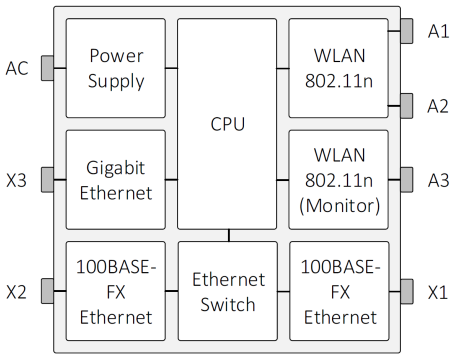 AC
Power
Supply
CPU
WLAN
802.11n
A1
A2
X3
Gigabit
Ethernet
WLAN
802.11n
(Monitor)
A3
X2
100BASE-
FX
Ethernet
Ethernet
Switch
100BASE-
FX
Ethernet
X1